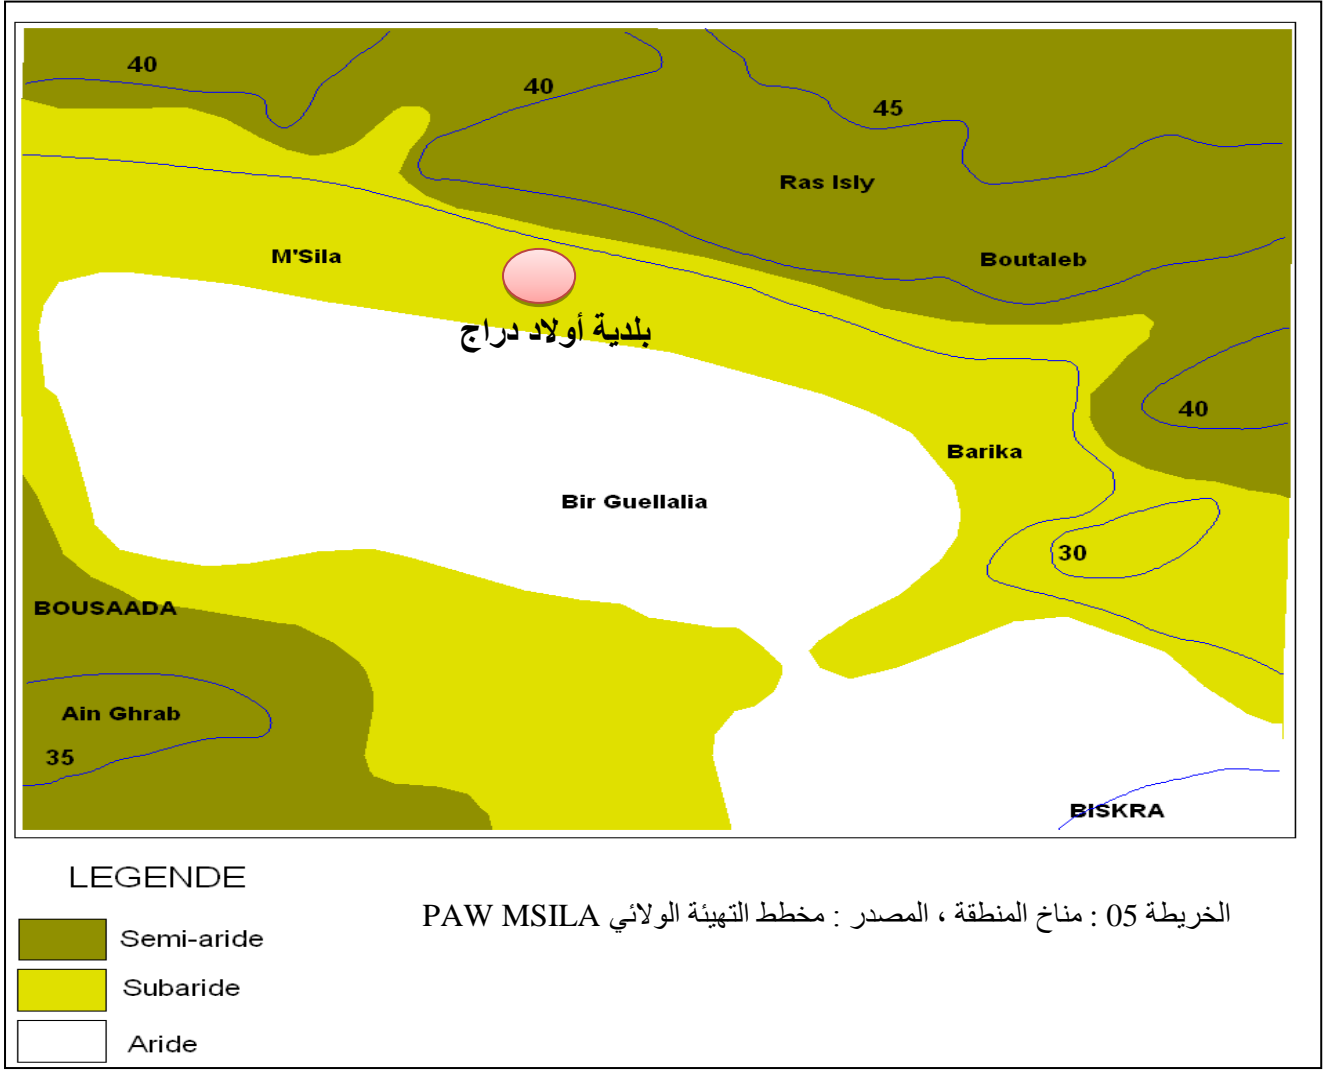 40
40
45
Ras Isly
M'Sila
Boutaleb
بلدية أولاد دراج
40
Barika
Bir Guellalia
30
BOUSAADA
Ain Ghrab
35
BISKRA
LEGENDE
الخريطة 05 : مناخ المنطقة ، المصدر : مخطط التهيئة الولائي PAW MSILA
Semi-aride
Subaride
Aride